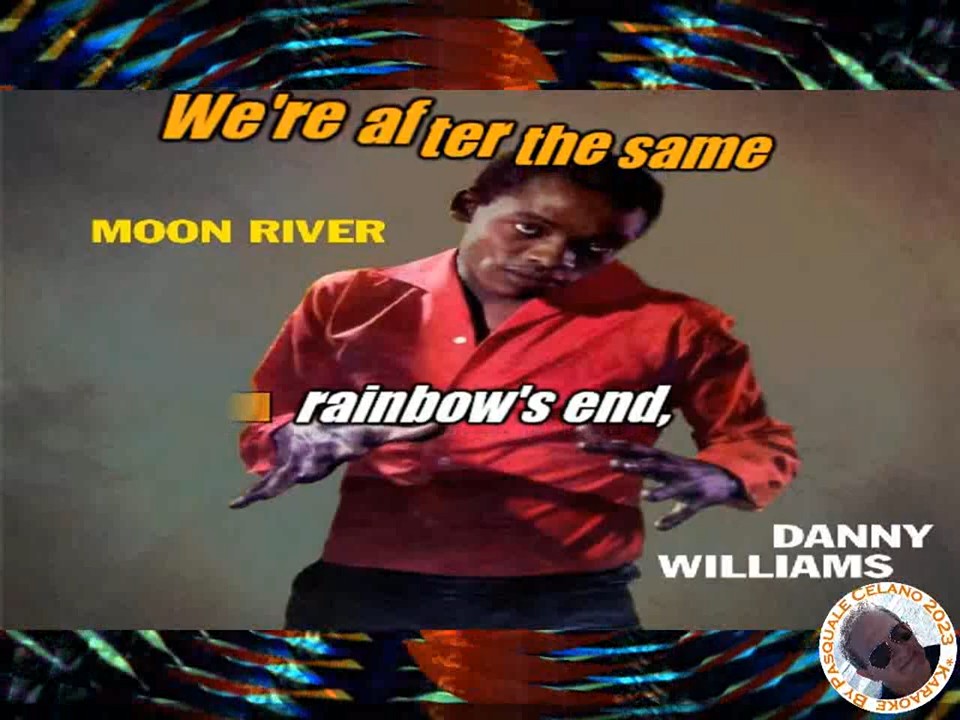 We're after the same
MOON RIVER
rainbow's end,
DANNY
WILLIAMS
BY PASQUALE CELANO 2023 *KARAOKE